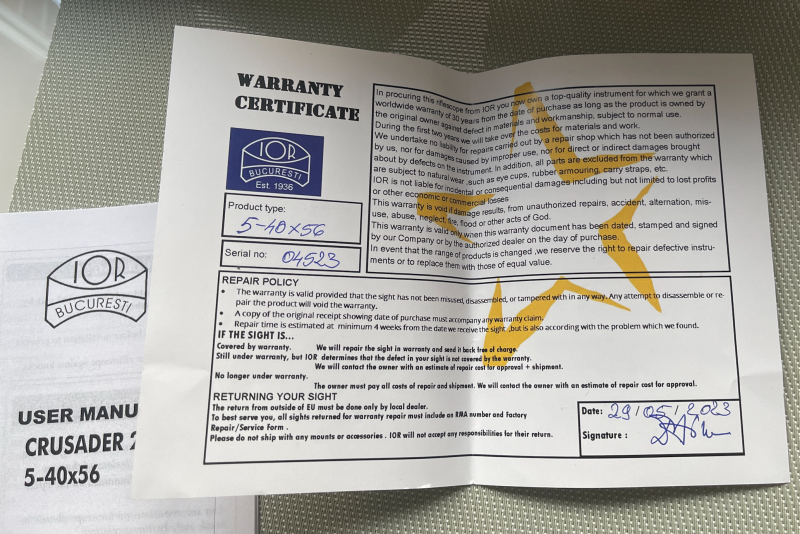 WARRANTY
CERTIFICATE
IOR
BUCURESTI
Est. 1936
Product type:
5-40x56
Serial no: 04523
In procuring this riflescope from IOR you now own a top-quality instrument for which we grant a
worldwide warranty of 30 years from the date of purchase as long as the product is owned by
the original owner against defect in materials and workmanship, subject to normal use.
During the first two years we will take over the costs for materials and work.
We undertake no liabilty for repairs carried out by a repair shop which has not been authorized
by us, nor for damages caused by improper use, nor for direct or indirect damages brought
about by defects on the instrument. In addition, all parts are excluded from the warranty which
are subject to natural wear ,such as eye cups, rubber armouring, carry straps, etc.
IOR is not liable for incidental or consequential damages including but not limited to lost profits
or other economic or commercial losses
This warranty is void if damage results, from unauthorized repairs, accident, alternation, mis-
use, abuse, neglect, fire, flood or other acts of God.
This warranty is valid only when this warranty document has been dated, stamped and signed
by our Company or by the authorized dealer on the day of purchase.
In event that the range of products is changed ,we reserve the right to repair defective instru-
ments or to replace them with those of equal value.
REPAIR POLICY
• The warranty is valid provided that the sight has not been missed, disassembled, or tampered with in any way. Any attempt to disassemble or re-
pair the product will void the warranty.
• A copy of the original receipt showing date of purchase must accompany any warranty claim.
• Repair time is estimated at minimum 4 weeks from the date we receive the sight ,but is also according with the problem which we found.
IF THE SIGHT IS...
Covered by warranty. We will repair the sight in warranty and send it back free of charge.
Still under warranty, but IOR determines that the defect in your sight is not covered by the warranty.
We will contact the owner with an estimate of repair cost for approval + shipment.
No longer under warranty.
The owner must pay all costs of repair and shipment. We will contact the owner with an estimate of repair cost for approval.
RETURNING YOUR SIGHT
The return from outside of EU must be done only by local dealer.
To best serve you, all sights returned for warranty repair must include an RMA number and Factory
Repair/Service Form .
Please do not ship with any mounts or accessories . IOR will not accept any responsibilities for their return.
Date: 29/05/2023
Signature :
IOR
BUCURESTI
USER MANU
CRUSADER
5-40x56